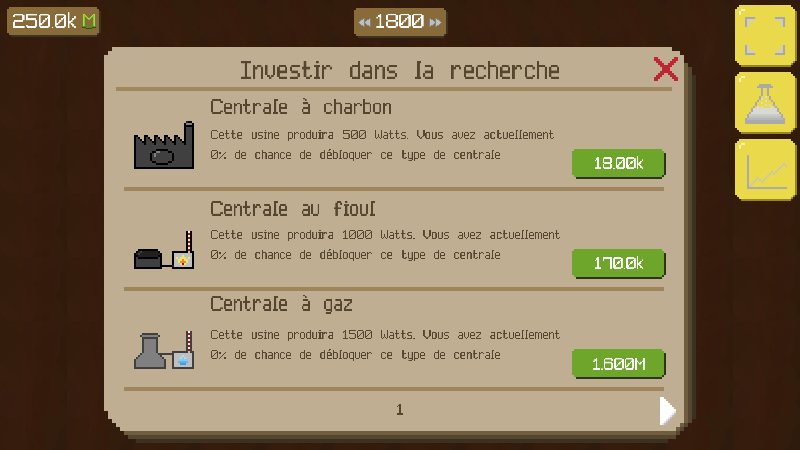 250.0k M
1800
Investir dans la recherche
Centrale à charbon
Cette usine produira 500 Watts. Vous avez actuellement
0% de chance de débloquer ce type de centrale
18.00k
Centrale au fioul
Cette usine produira 1000 Watts. Vous avez actuellement
0% de chance de débloquer ce type de centrale
170.0k
Centrale à gaz
Cette usine produira 1500 Watts. Vous avez actuellement
0% de chance de débloquer ce type de centrale
1.600M
1